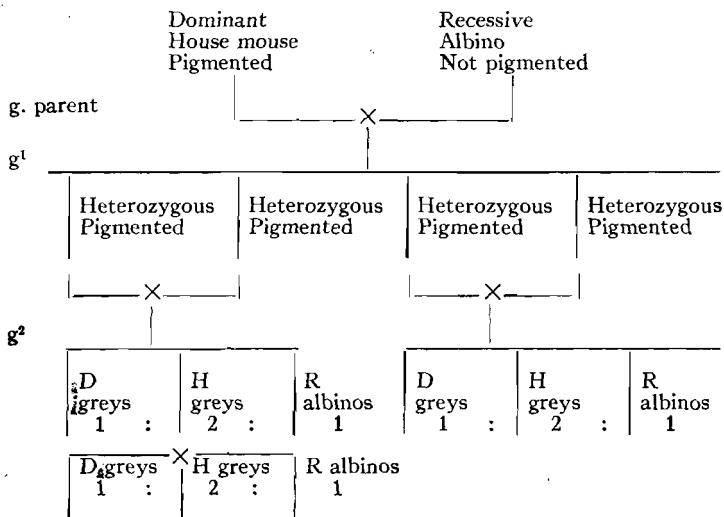 Dominant Recessive
House mouse Albino
Pigmented Not pigmented
g. parent
×
g¹
Heterozygous Heterozygous Heterozygous Heterozygous
Pigmented Pigmented Pigmented Pigmented
× ×
g²
D H R D H R
greys greys albinos greys greys albinos
1 : 2 : 1 1 : 2 : 1
×
D greys H greys R albinos
1 : 2 : 1